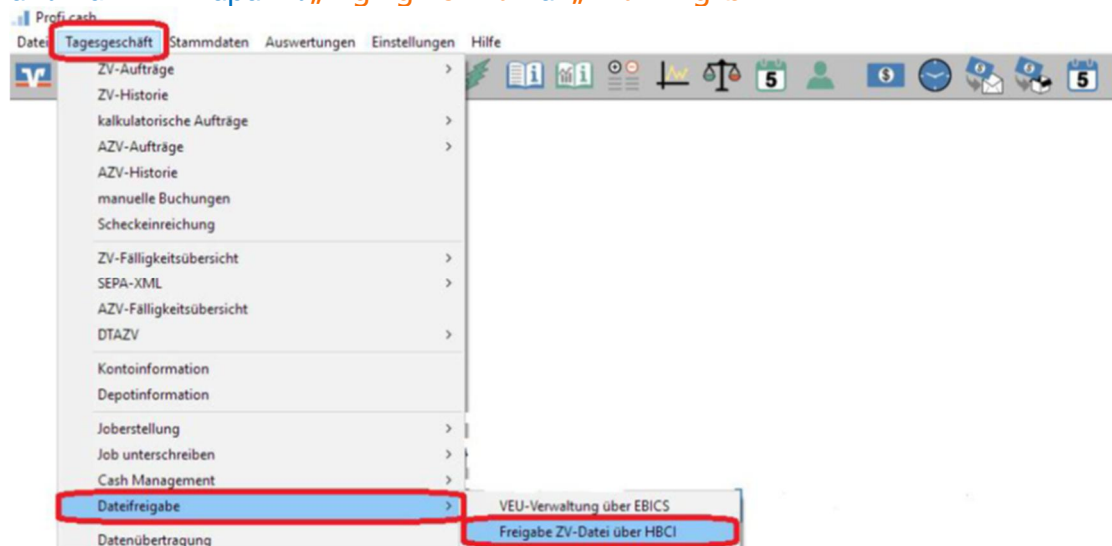 Profi cash
Datei Tagesgeschäft Stammdaten Auswertungen Einstellungen Hilfe
ZV-Aufträge >
ZV-Historie
kalkulatorische Aufträge >
AZV-Aufträge >
AZV-Historie
manuelle Buchungen
Scheckeinreichung
ZV-Fälligkeitsübersicht >
SEPA-XML >
AZV-Fälligkeitsübersicht
DTAZV >
Kontoinformation
Depotinformation
Joberstellung >
Job unterschreiben >
Cash Management >
Dateifreigabe > VEU-Verwaltung über EBICS
Freigabe ZV-Datei über HBCI
Datenübertragung
5 $ 5